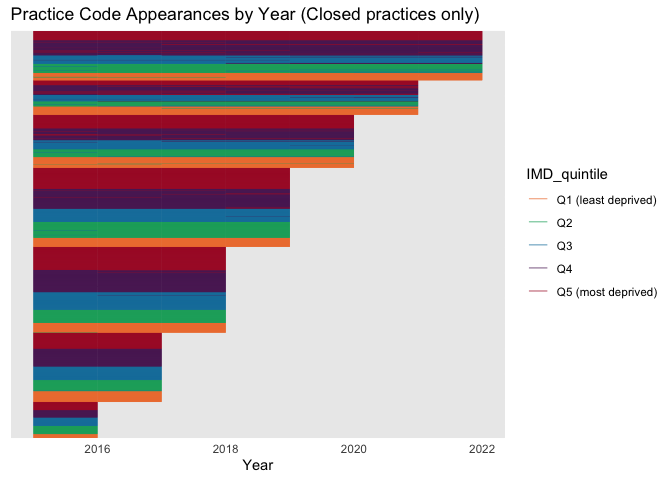 Practice Code Appearances by Year (Closed practices only)
IMD_quintile
Q1 (least deprived)
Q2
Q3
Q4
Q5 (most deprived)
2016
2018
2020
2022
Year